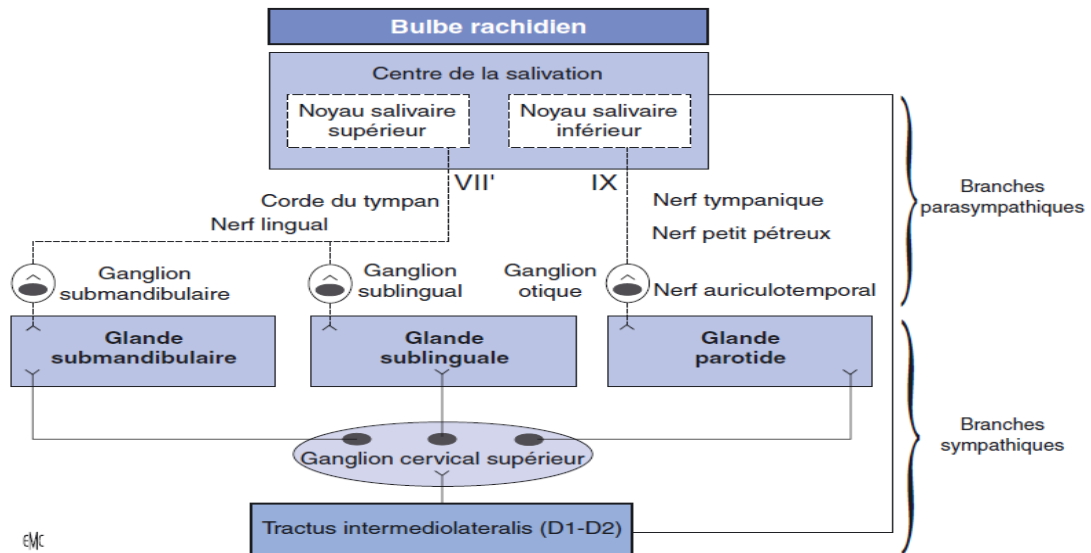 Bulbe rachidien
Centre de la salivation
Noyau salivaire
supérieur
Noyau salivaire
inférieur
VII'
IX
Corde du tympan
Nerf lingual
Nerf tympanique
Nerf petit pétreux
Branches
parasympathiques
Ganglion
submandibulaire
Ganglion
sublingual
Ganglion
otique
Nerf auriculotemporal
Glande
submandibulaire
Glande
sublinguale
Glande
parotide
Branches
sympathiques
Ganglion cervical supérieur
Tractus intermediolateralis (D1-D2)
EMC